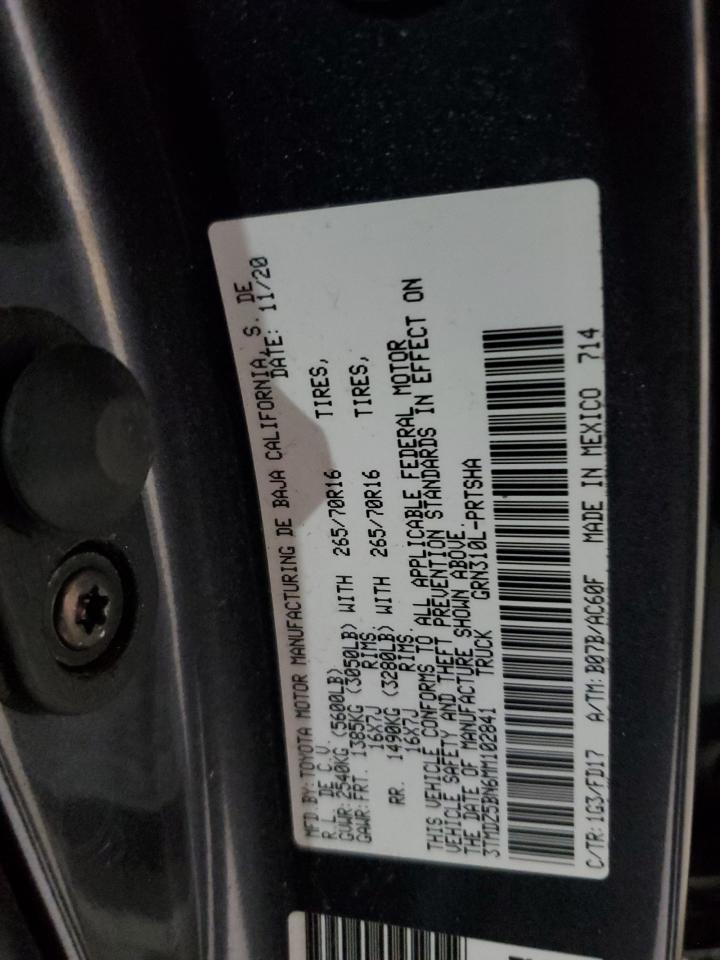 MFD BY: TOYOTA MOTOR MANUFACTURING DE BAJA CALIFORNIA, S. DE
R. L. DE C.V. DATE: 11/20
GVWR: 2540KG (5600LB)
GAWR: FRT. 1385KG (3050LB) WITH 265/70R16 TIRES,
16X7J RIMS.
RR. 1490KG (3280LB) WITH 265/70R16 TIRES,
16X7J RIMS.
THIS VEHICLE CONFORMS TO ALL APPLICABLE FEDERAL MOTOR
VEHICLE SAFETY AND THEFT PREVENTION STANDARDS IN EFFECT ON
THE DATE OF MANUFACTURE SHOWN ABOVE.
3TMDZ5BN6MM102841 TRUCK GRN310L-PRTSHA
C/TR: 1G3/FD17 A/TM: B07B/AC60F MADE IN MEXICO 714